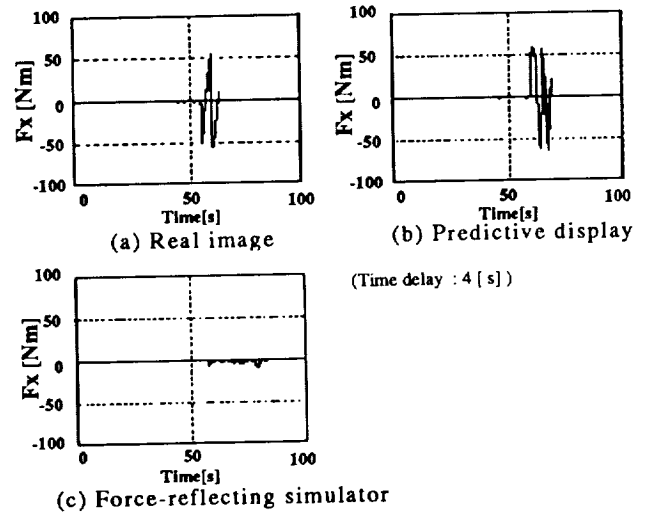 100
50
0
-50
-100
Fx [Nm]
0
50
100
Time[s]
(a) Real image
100
50
0
-50
-100
Fx [Nm]
0
50
100
Time[s]
(b) Predictive display
100
50
0
-50
-100
Fx [Nm]
0
50
100
Time[s]
(c) Force-reflecting simulator
(Time delay : 4 [ s] )